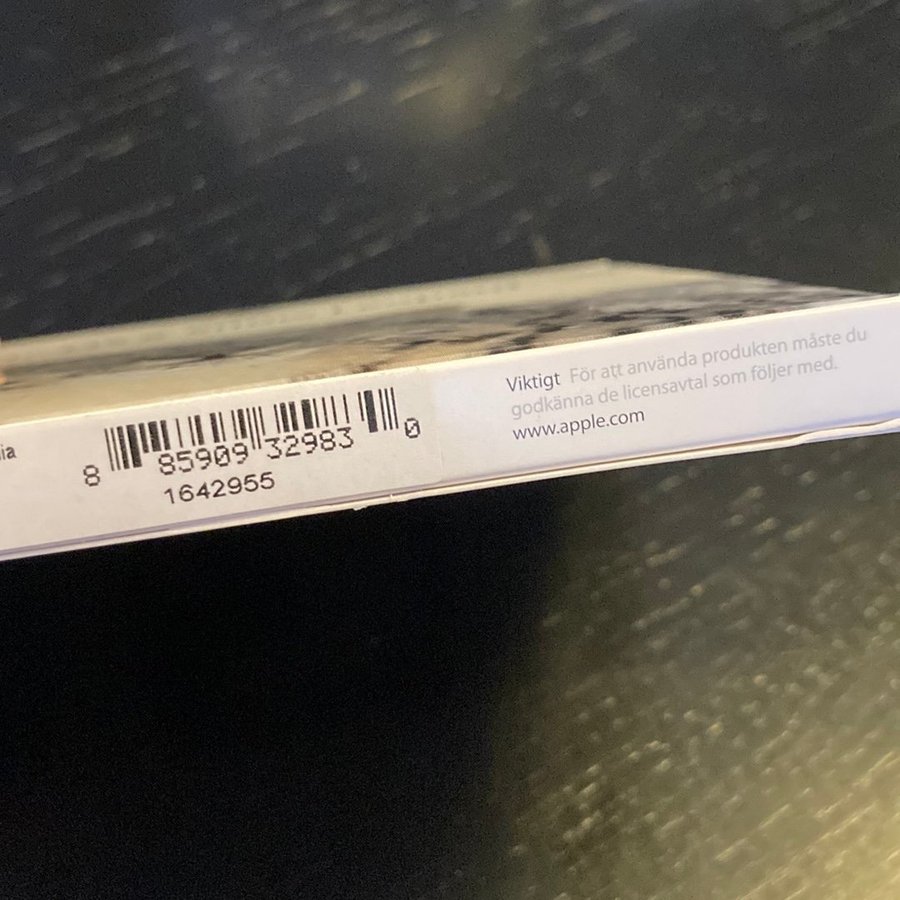 ia
8 85909 32983 0
1642955
Viktigt För att använda produkten måste du
godkänna de licensavtal som följer med.
www.apple.com